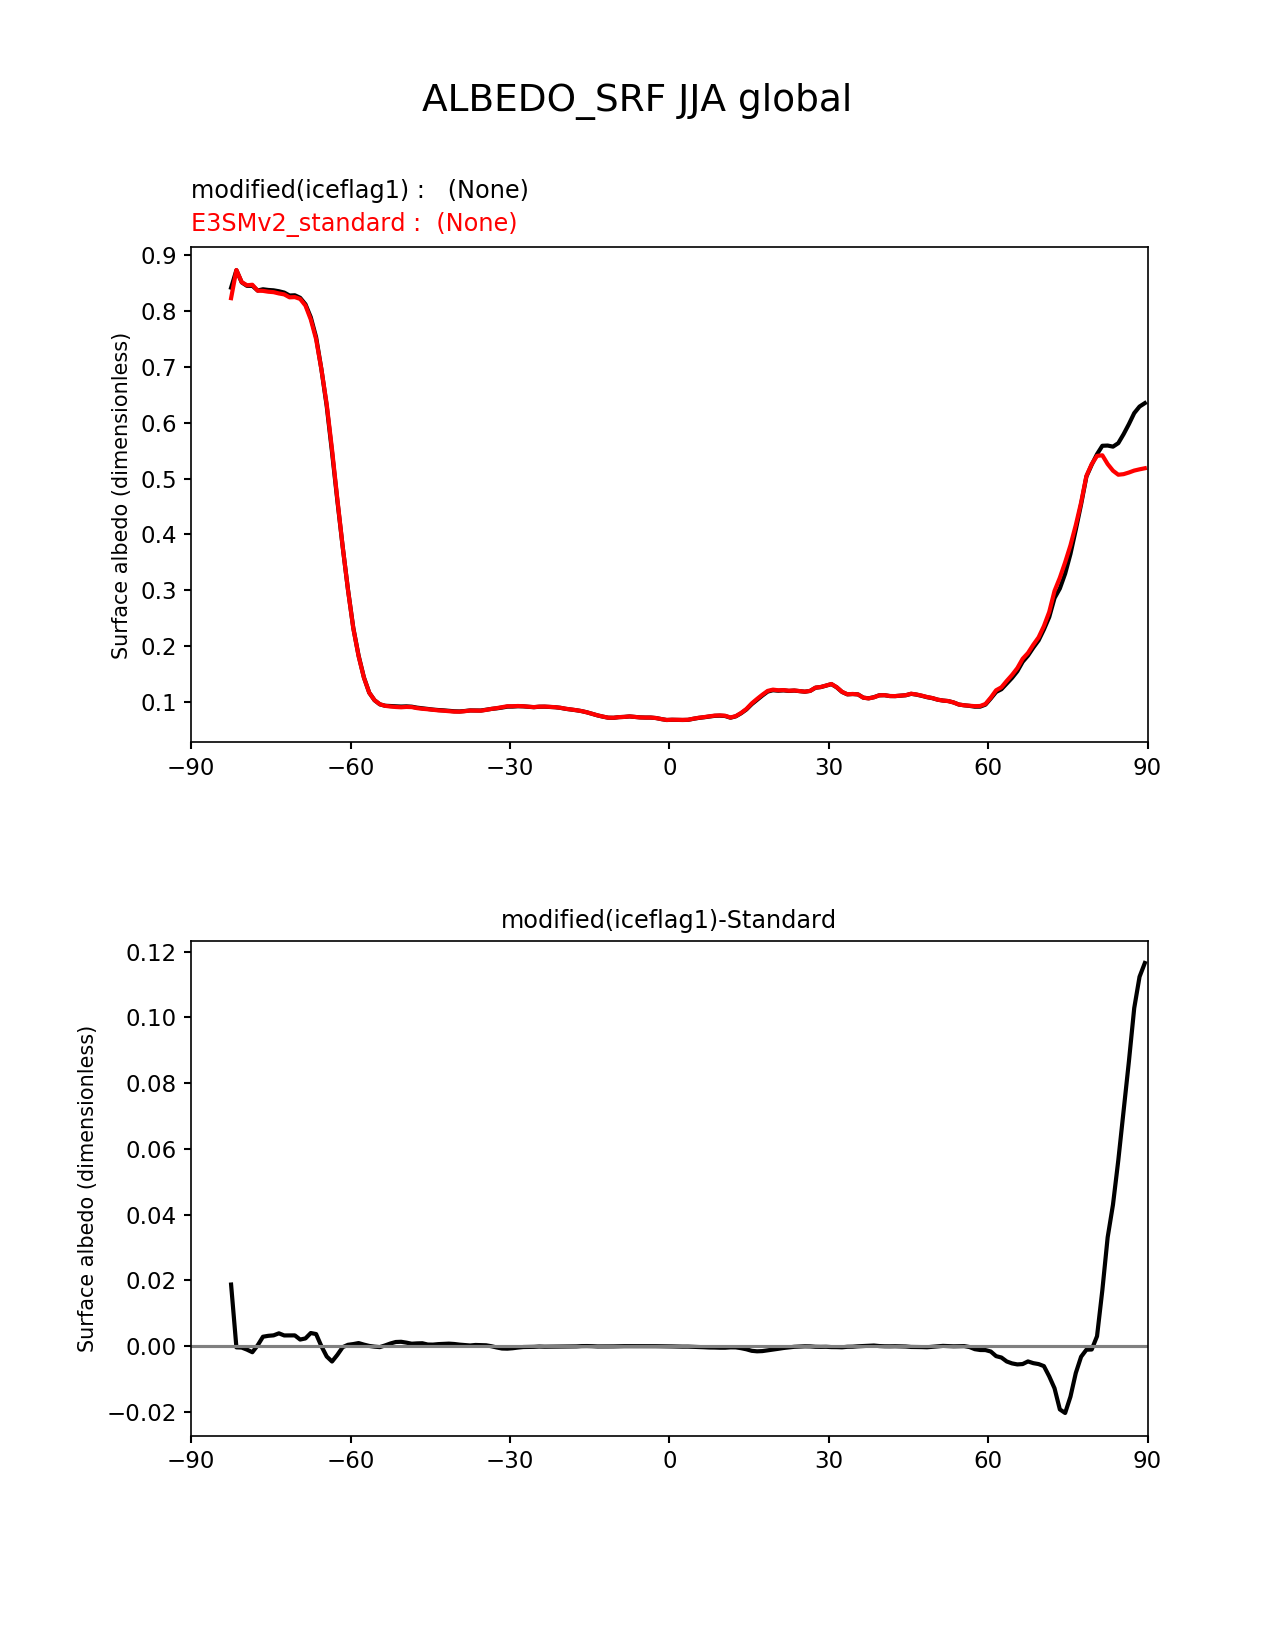 ALBEDO_SRF JJA global
modified(iceflag1) :   (None)
E3SMv2_standard :  (None)
Surface albedo (dimensionless)
0.9
0.8
0.7
0.6
0.5
0.4
0.3
0.2
0.1
−90 −60 −30 0 30 60 90
modified(iceflag1)-Standard
Surface albedo (dimensionless)
0.12
0.10
0.08
0.06
0.04
0.02
0.00
−0.02
−90 −60 −30 0 30 60 90